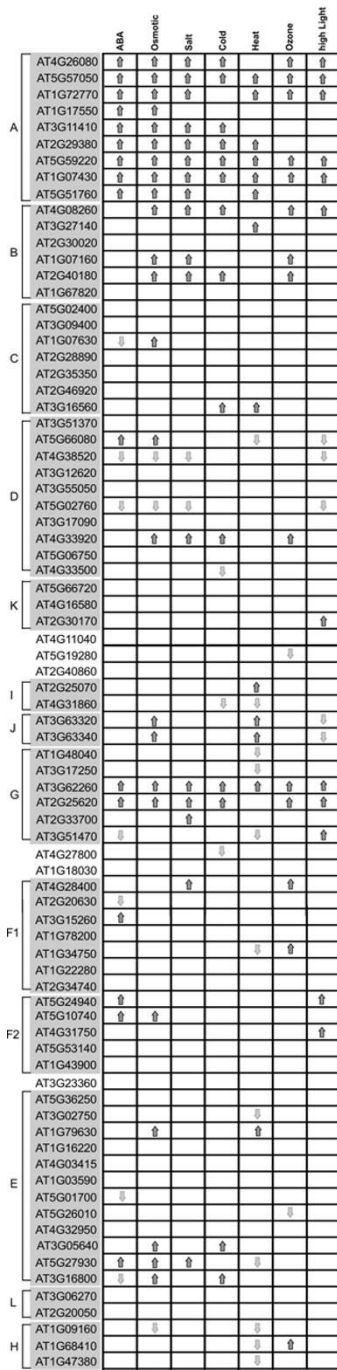 ABA Osmotic Salt Cold Heat Ozone high Light
A
AT4G26080 ⇧ ⇧ ⇧ ⇧ ⇧ ⇧
AT5G57050 ⇧ ⇧ ⇧ ⇧ ⇧ ⇧ ⇧
AT1G72770 ⇧ ⇧ ⇧ ⇧ ⇧ ⇧
AT1G17550 ⇧ ⇧
AT3G11410 ⇧ ⇧ ⇧ ⇧
AT2G29380 ⇧ ⇧ ⇧ ⇧ ⇧
AT5G59220 ⇧ ⇧ ⇧ ⇧ ⇧ ⇧ ⇧
AT1G07430 ⇧ ⇧ ⇧ ⇧ ⇧ ⇧ ⇧
AT5G51760 ⇧ ⇧ ⇧ ⇧
B
AT4G08260 ⇧ ⇧ ⇧ ⇧ ⇧
AT3G27140 ⇧
AT2G30020
AT1G07160 ⇧ ⇧ ⇧
AT2G40180 ⇧ ⇧ ⇧ ⇧
AT1G67820
C
AT5G02400
AT3G09400
AT1G07630 ⇩ ⇧
AT2G28890
AT2G35350
AT2G46920
AT3G16560 ⇧ ⇧
D
AT3G51370
AT5G66080 ⇧ ⇧ ⇩ ⇩
AT4G38520 ⇩ ⇩ ⇩ ⇩
AT3G12620
AT3G55050
AT5G02760 ⇩ ⇩ ⇩ ⇩
AT3G17090
AT4G33920 ⇧ ⇧ ⇧ ⇧
AT5G06750
AT4G33500 ⇩
K
AT5G66720
AT4G16580
AT2G30170 ⇧
AT4G11040
AT5G19280 ⇩
AT2G40860
I
AT2G25070 ⇧
AT4G31860 ⇩ ⇩
J
AT3G63320 ⇧ ⇧ ⇩
AT3G63340 ⇧ ⇧ ⇩
G
AT1G48040 ⇩
AT3G17250 ⇩
AT3G62260 ⇧ ⇧ ⇧ ⇧ ⇧ ⇧ ⇧
AT2G25620 ⇧ ⇧ ⇧ ⇧ ⇧ ⇧
AT2G33700 ⇧
AT3G51470 ⇩ ⇩ ⇧
AT4G27800 ⇩
AT1G18030
F1
AT4G28400 ⇧ ⇧
AT2G20630 ⇩
AT3G15260 ⇧
AT1G78200
AT1G34750 ⇩ ⇧
AT1G22280
AT2G34740
F2
AT5G24940 ⇧ ⇧
AT5G10740 ⇧ ⇧
AT4G31750 ⇧
AT5G53140
AT1G43900
AT3G23360
E
AT5G36250
AT3G02750 ⇩
AT1G79630 ⇧ ⇧
AT1G16220
AT4G03415
AT1G03590
AT5G01700 ⇩
AT5G26010 ⇩
AT4G32950
AT3G05640 ⇧ ⇧
AT5G27930 ⇧ ⇧ ⇧ ⇩
AT3G16800 ⇩ ⇧ ⇧
L
AT3G06270
AT2G20050
H
AT1G09160 ⇩ ⇩
AT1G68410 ⇩ ⇧
AT1G47380 ⇩